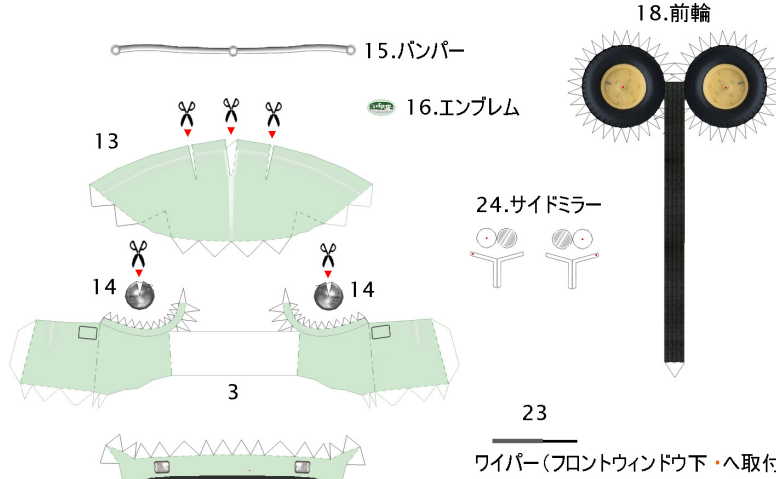 18.前輪
15.バンパー
16.エンブレム
13
24.サイドミラー
14
14
3
23
ワイパー(フロントウィンドウ下・へ取付